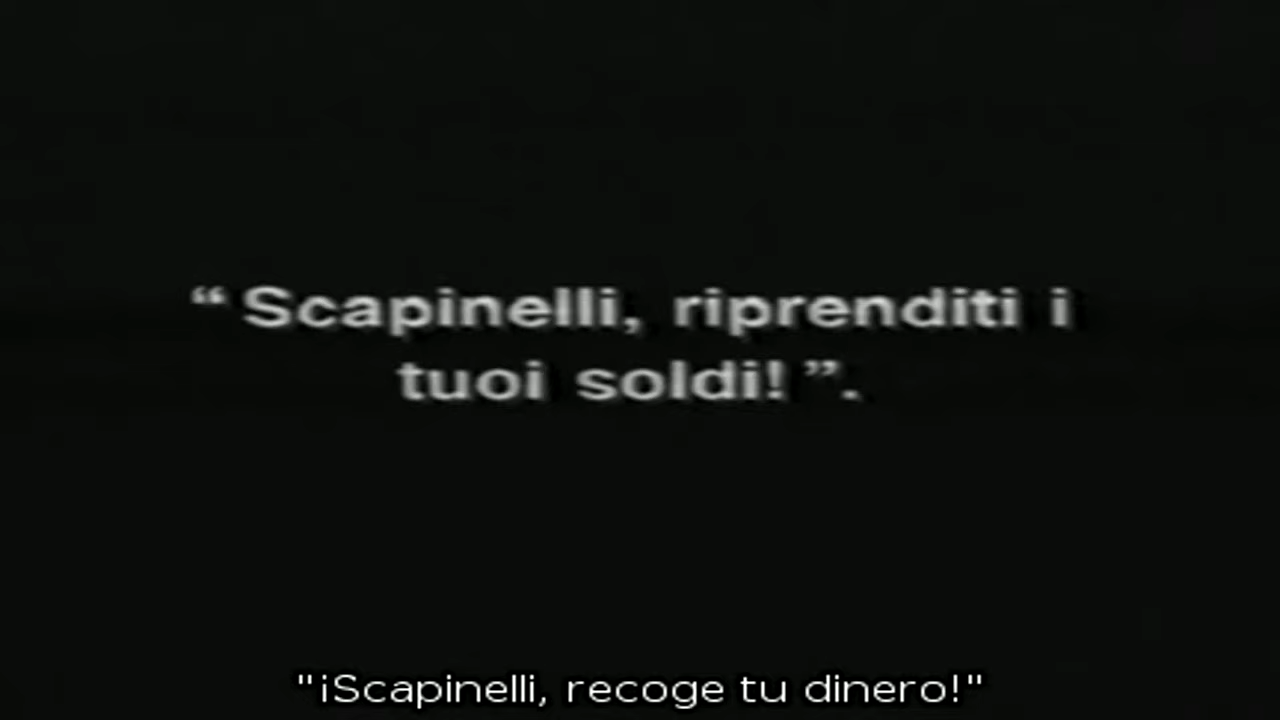 “Scapinelli, riprenditi i
tuoi soldi!”.
"¡Scapinelli, recoge tu dinero!"